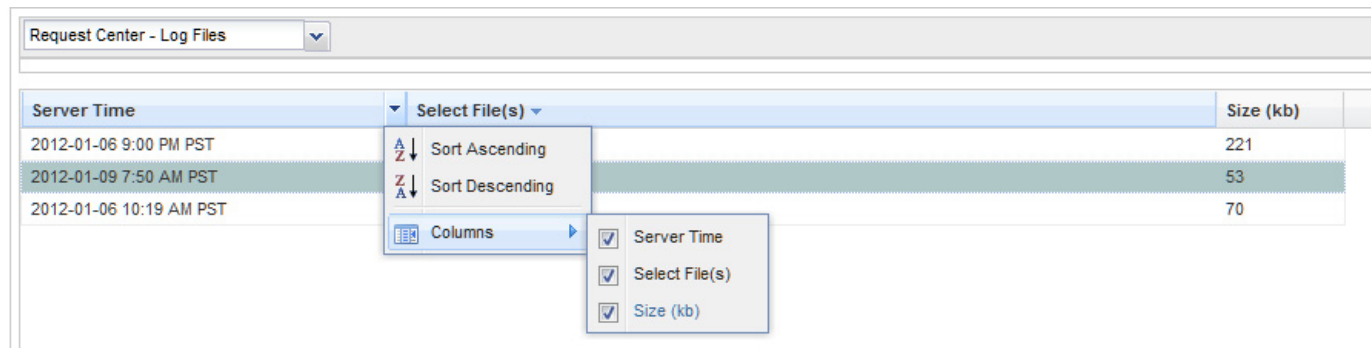 Request Center - Log Files
Server Time Select File(s) Size (kb)
2012-01-06 9:00 PM PST 221
2012-01-09 7:50 AM PST 53
2012-01-06 10:19 AM PST 70
Sort Ascending
Sort Descending
Columns
Server Time
Select File(s)
Size (kb)